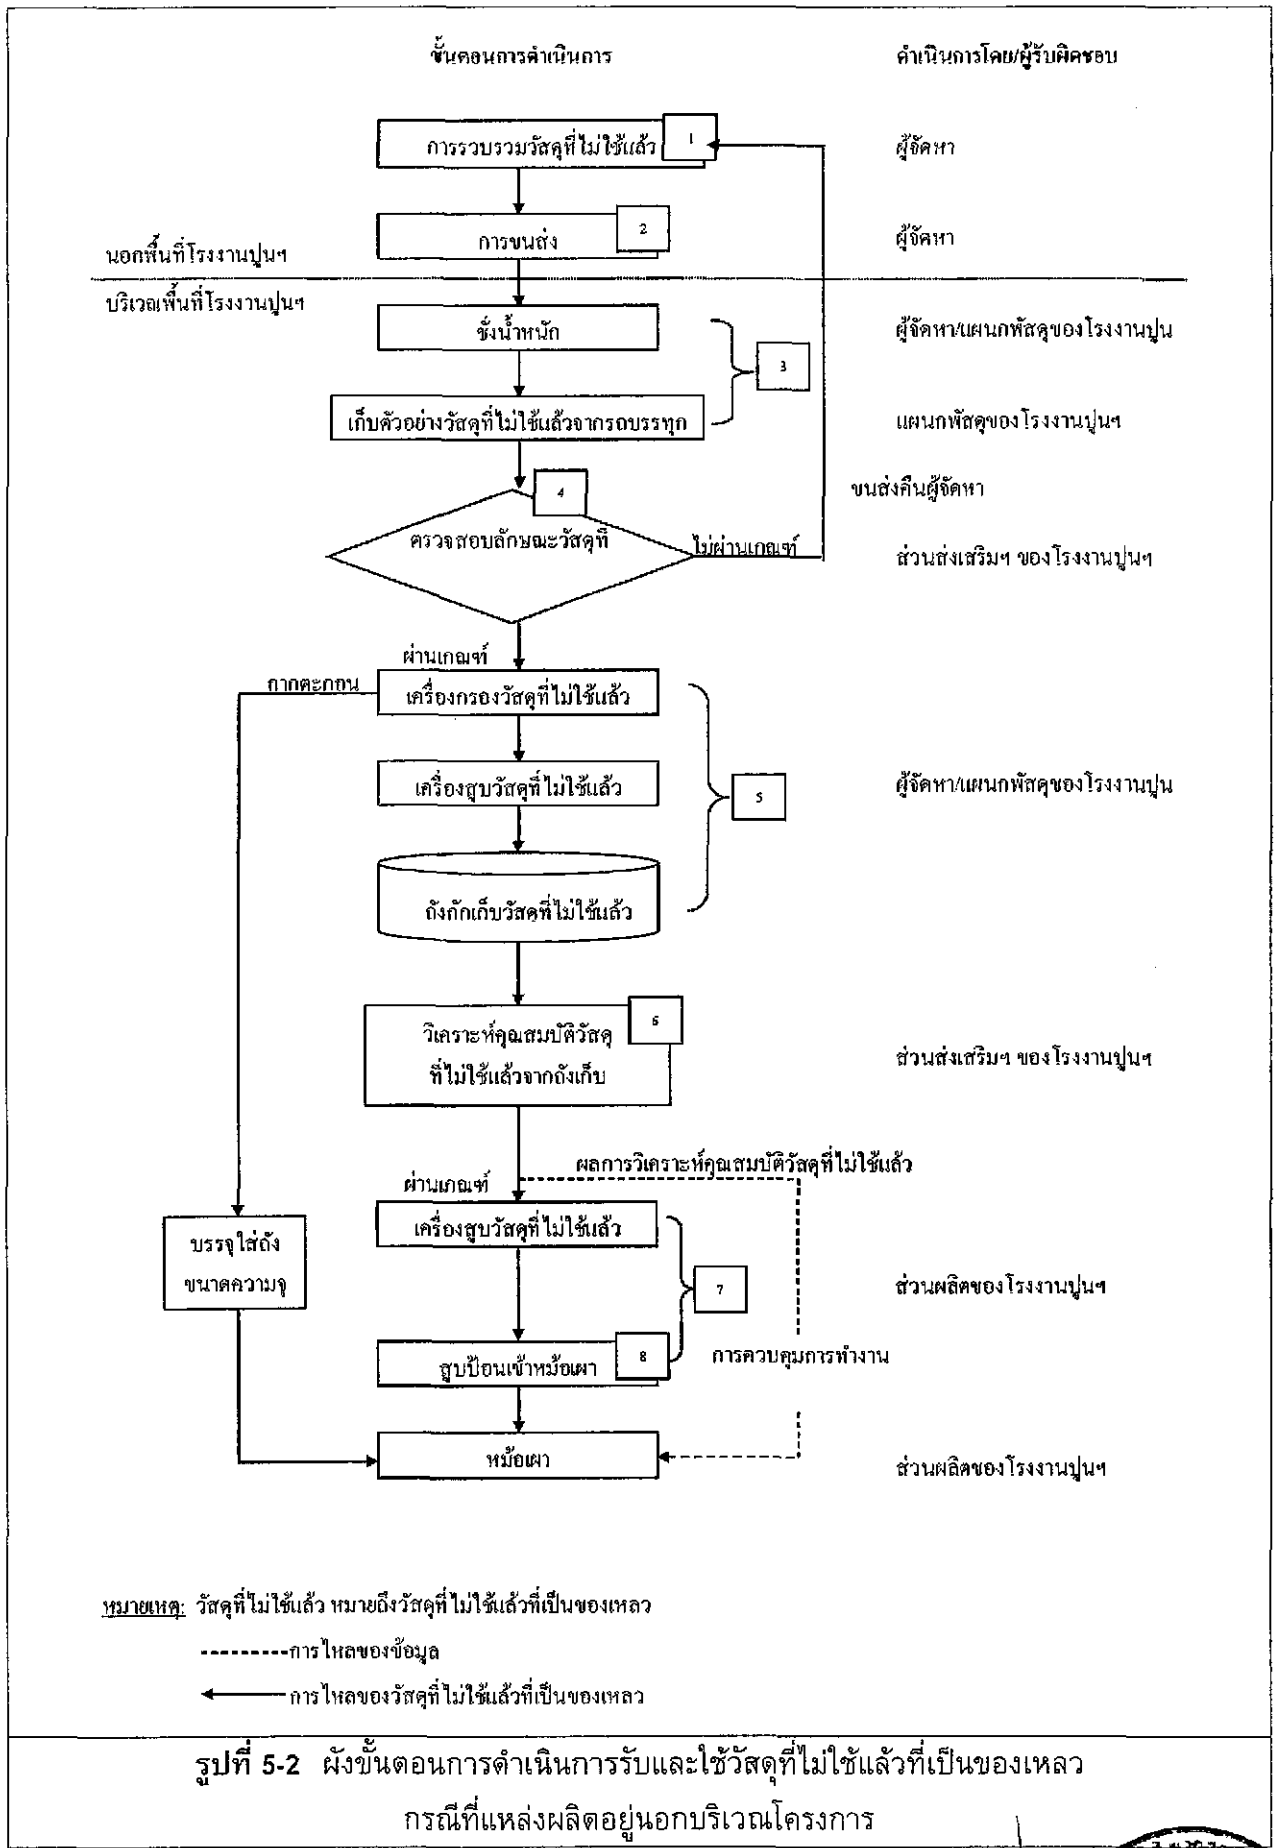 ขั้นตอนการดำเนินการ ดำเนินการโดย/ผู้รับผิดชอบ
1
การรวบรวมวัสดุที่ไม่ใช้แล้ว ผู้จัดหา
2
การขนส่ง ผู้จัดหา
นอกพื้นที่โรงงานปูนฯ
บริเวณพื้นที่โรงงานปูนฯ
ชั่งน้ำหนัก ผู้จัดหา/แผนกพัสดุของโรงงานปูน
3
เก็บตัวอย่างวัสดุที่ไม่ใช้แล้วจากรถบรรทุก แผนกพัสดุของโรงงานปูนฯ
4 ขนส่งคืนผู้จัดหา
ตรวจสอบลักษณะวัสดุที่ ไม่ผ่านเกณฑ์ ส่วนส่งเสริมฯ ของโรงงานปูนฯ
ผ่านเกณฑ์
กากตะกอน เครื่องกรองวัสดุที่ไม่ใช้แล้ว
เครื่องสูบวัสดุที่ไม่ใช้แล้ว 5 ผู้จัดหา/แผนกพัสดุของโรงงานปูน
ถังกักเก็บวัสดุที่ไม่ใช้แล้ว
6
วิเคราะห์คุณสมบัติวัสดุ
ที่ไม่ใช้แล้วจากถังเก็บ ส่วนส่งเสริมฯ ของโรงงานปูนฯ
ผลการวิเคราะห์คุณสมบัติวัสดุที่ไม่ใช้แล้ว
ผ่านเกณฑ์
เครื่องสูบวัสดุที่ไม่ใช้แล้ว
บรรจุใส่ถัง
ขนาดความจุ 7 ส่วนผลิตของโรงงานปูนฯ
สูบป้อนเข้าหม้อเผา 8 การควบคุมการทำงาน
หม้อเผา ส่วนผลิตของโรงงานปูนฯ
หมายเหตุ: วัสดุที่ไม่ใช้แล้ว หมายถึงวัสดุที่ไม่ใช้แล้วที่เป็นของเหลว
การไหลของข้อมูล
การไหลของวัสดุที่ไม่ใช้แล้วที่เป็นของเหลว
รูปที่ 5-2 ผังขั้นตอนการดำเนินการรับและใช้วัสดุที่ไม่ใช้แล้วที่เป็นของเหลว
กรณีที่แหล่งผลิตอยู่นอกบริเวณโครงการ